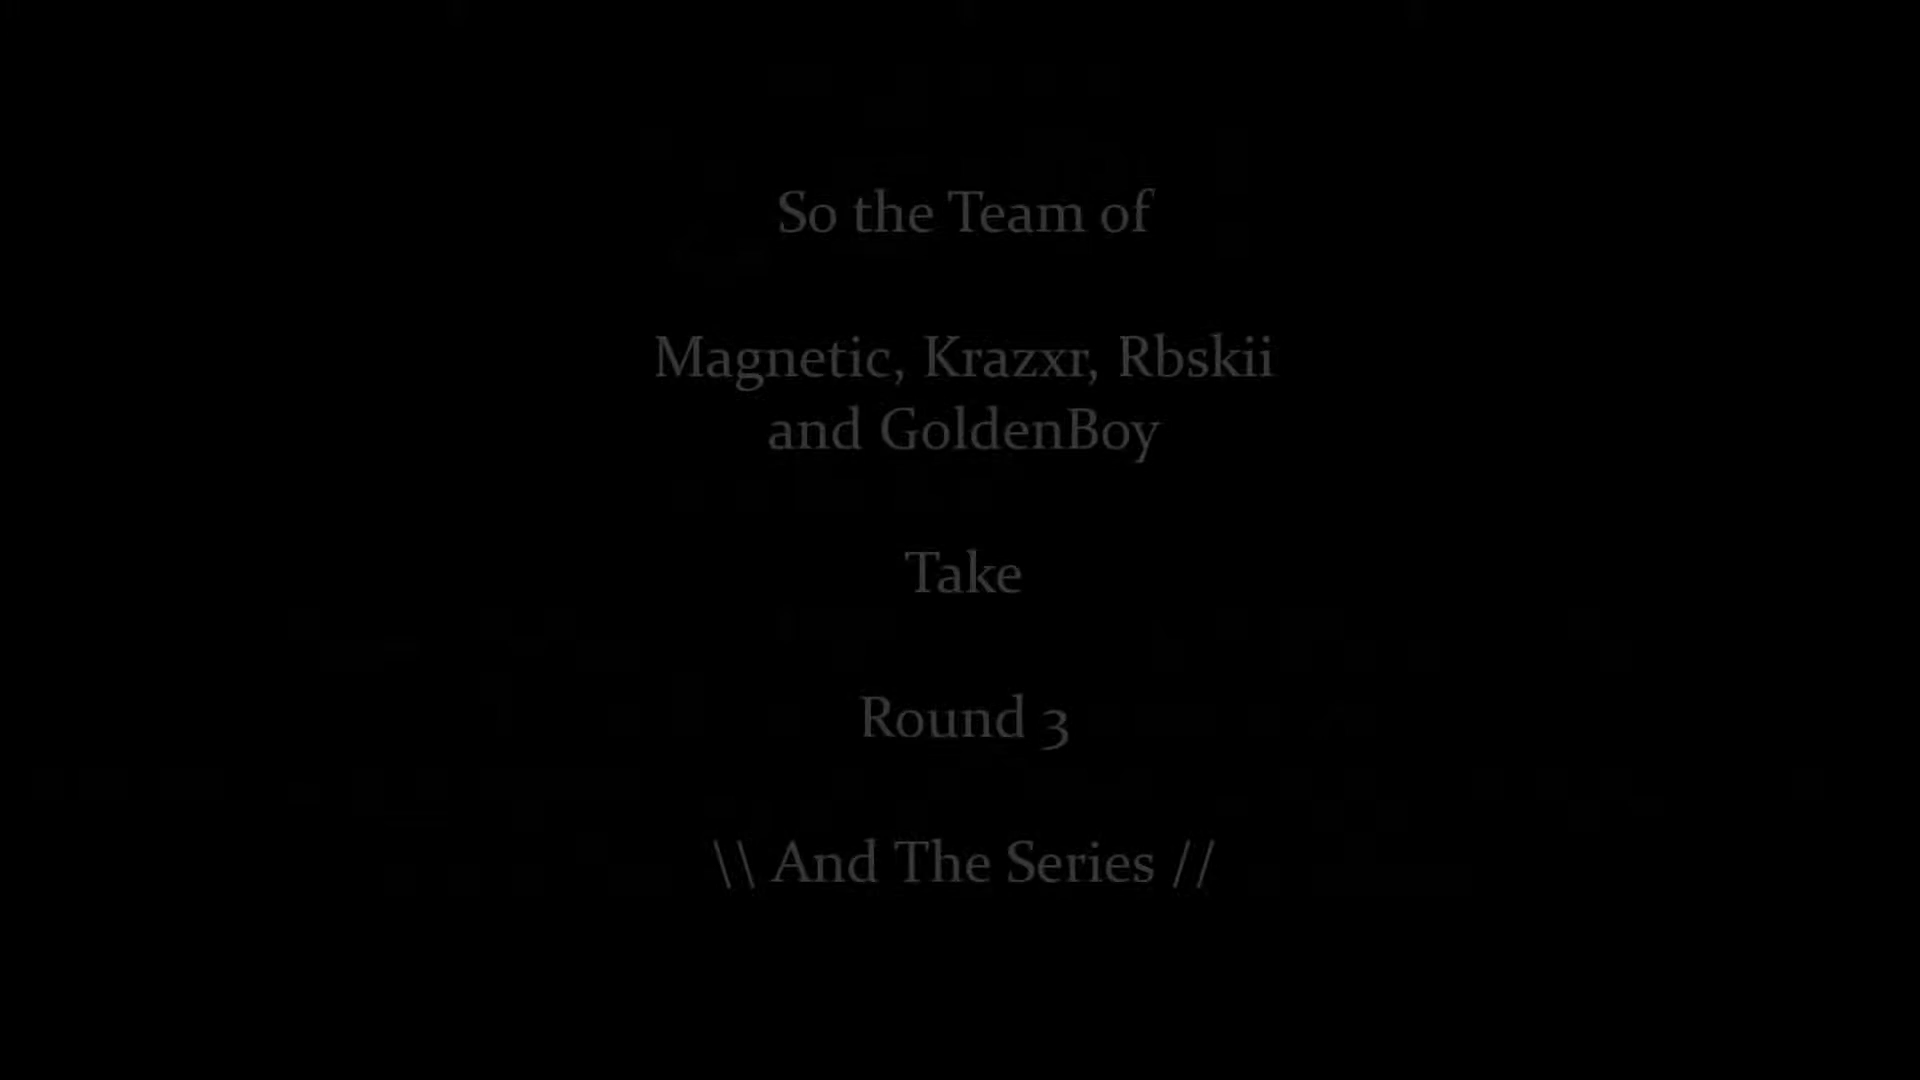 So the Team of
Magnetic, Krazxr, Rbskii
and GoldenBoy
Take
Round 3
\\ And The Series //